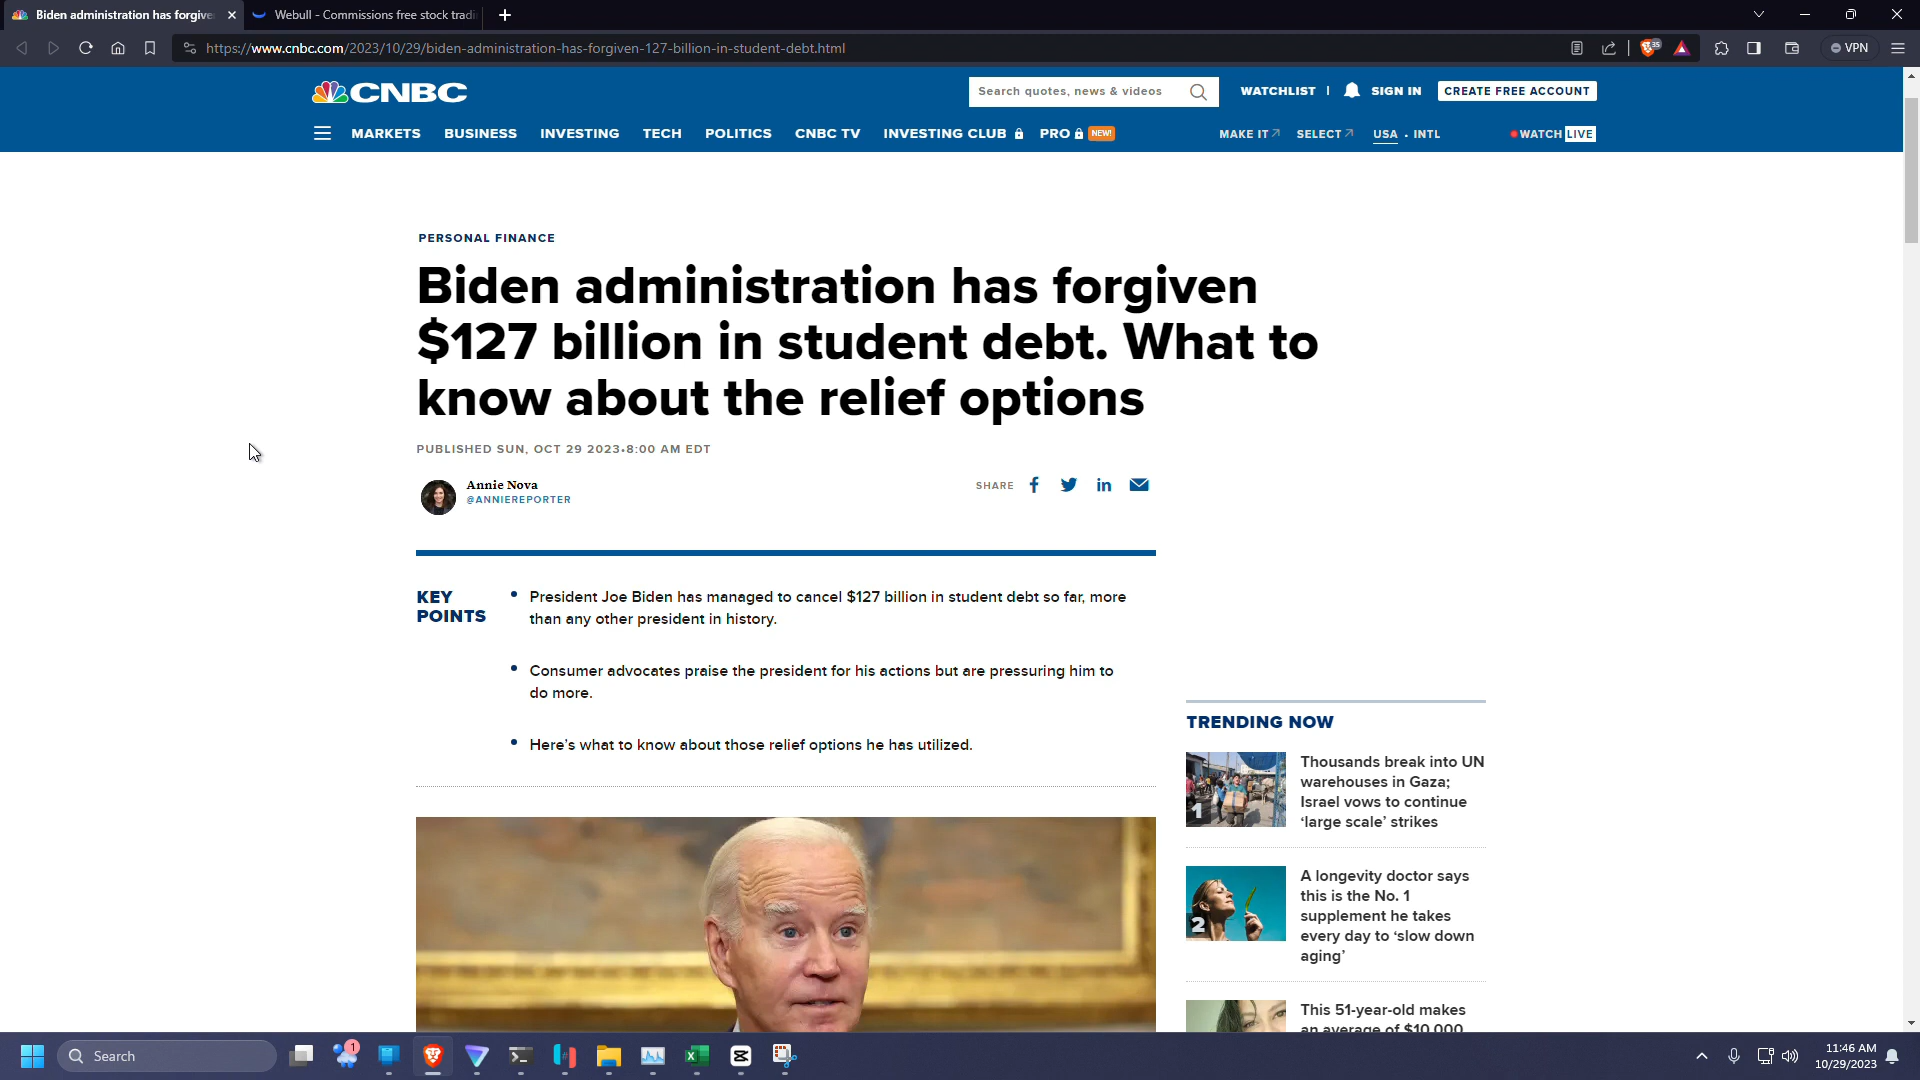 Biden administration has forgive
Webull - Commissions free stock tradi
https://www.cnbc.com/2023/10/29/biden-administration-has-forgiven-127-billion-in-student-debt.html
35
VPN
CNBC
Search quotes, news & videos
WATCHLIST
SIGN IN
CREATE FREE ACCOUNT
MARKETS BUSINESS INVESTING TECH POLITICS CNBC TV INVESTING CLUB PRO NEW!
MAKE IT SELECT USA • INTL WATCH LIVE
PERSONAL FINANCE
Biden administration has forgiven
$127 billion in student debt. What to
know about the relief options
PUBLISHED SUN, OCT 29 2023•8:00 AM EDT
Annie Nova
@ANNIEREPORTER
SHARE
KEY
POINTS
• President Joe Biden has managed to cancel $127 billion in student debt so far, more
than any other president in history.
• Consumer advocates praise the president for his actions but are pressuring him to
do more.
• Here’s what to know about those relief options he has utilized.
TRENDING NOW
1
Thousands break into UN
warehouses in Gaza;
Israel vows to continue
‘large scale’ strikes
2
A longevity doctor says
this is the No. 1
supplement he takes
every day to ‘slow down
aging’
This 51-year-old makes
an average of $10,000
Search
1
11:46 AM
10/29/2023